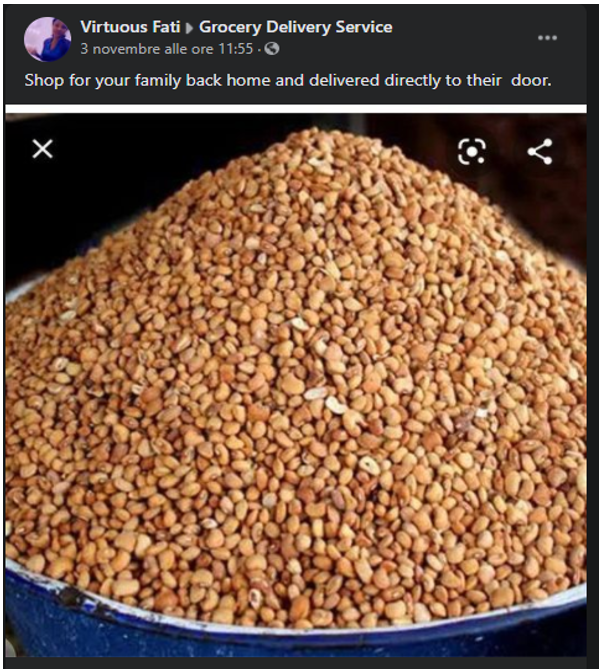 Virtuous Fati ▸ Grocery Delivery Service
3 novembre alle ore 11:55 ·
Shop for your family back home and delivered directly to their door.